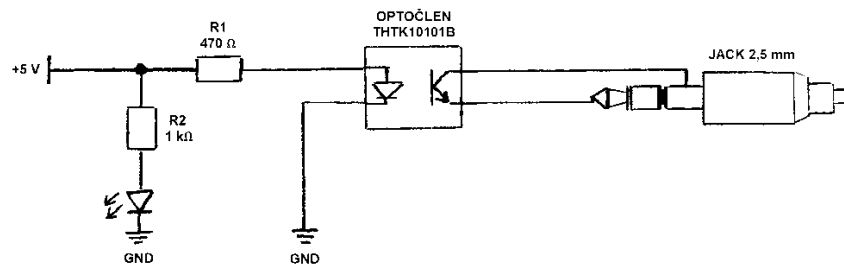 OPTOČLEN
THTK10101B
R1
470 Ω
JACK 2,5 mm
+5 V
R2
1 kΩ
GND
GND